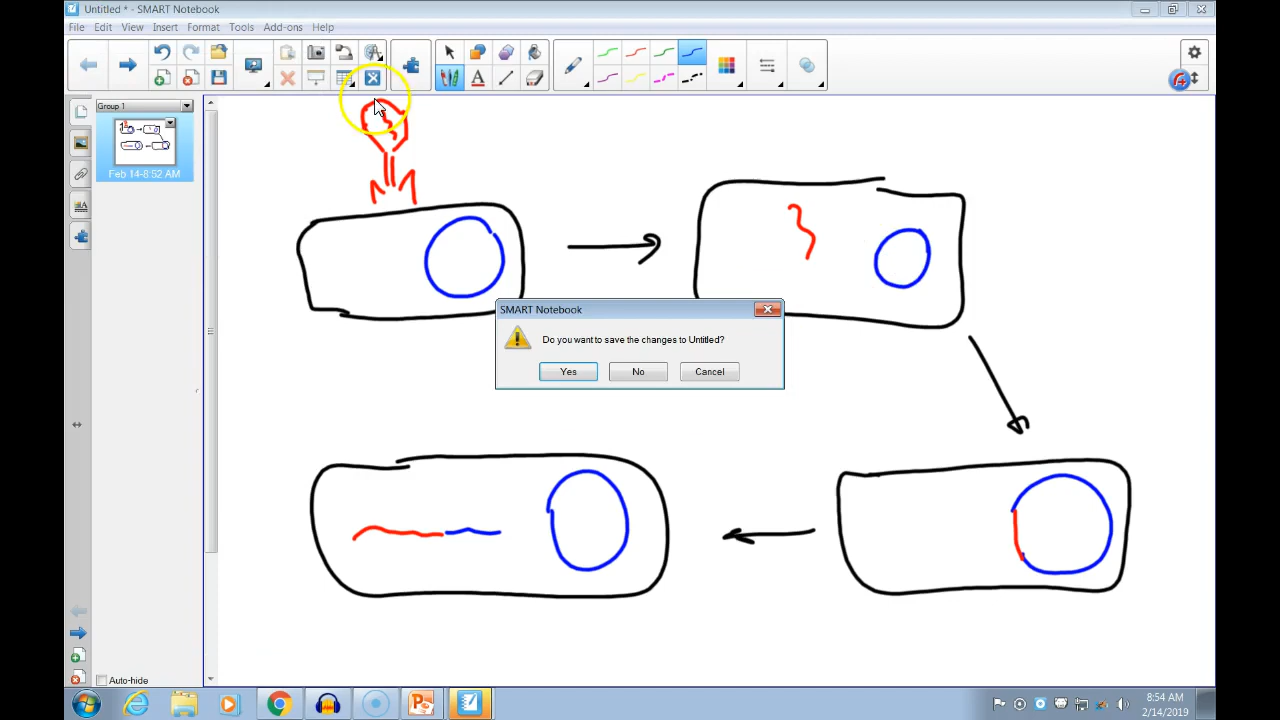 Untitled * - SMART Notebook
File Edit View Insert Format Tools Add-ons Help
Group 1
Feb 14-8:52 AM
SMART Notebook
Do you want to save the changes to Untitled?
Yes No Cancel
Auto-hide
8:54 AM
2/14/2019